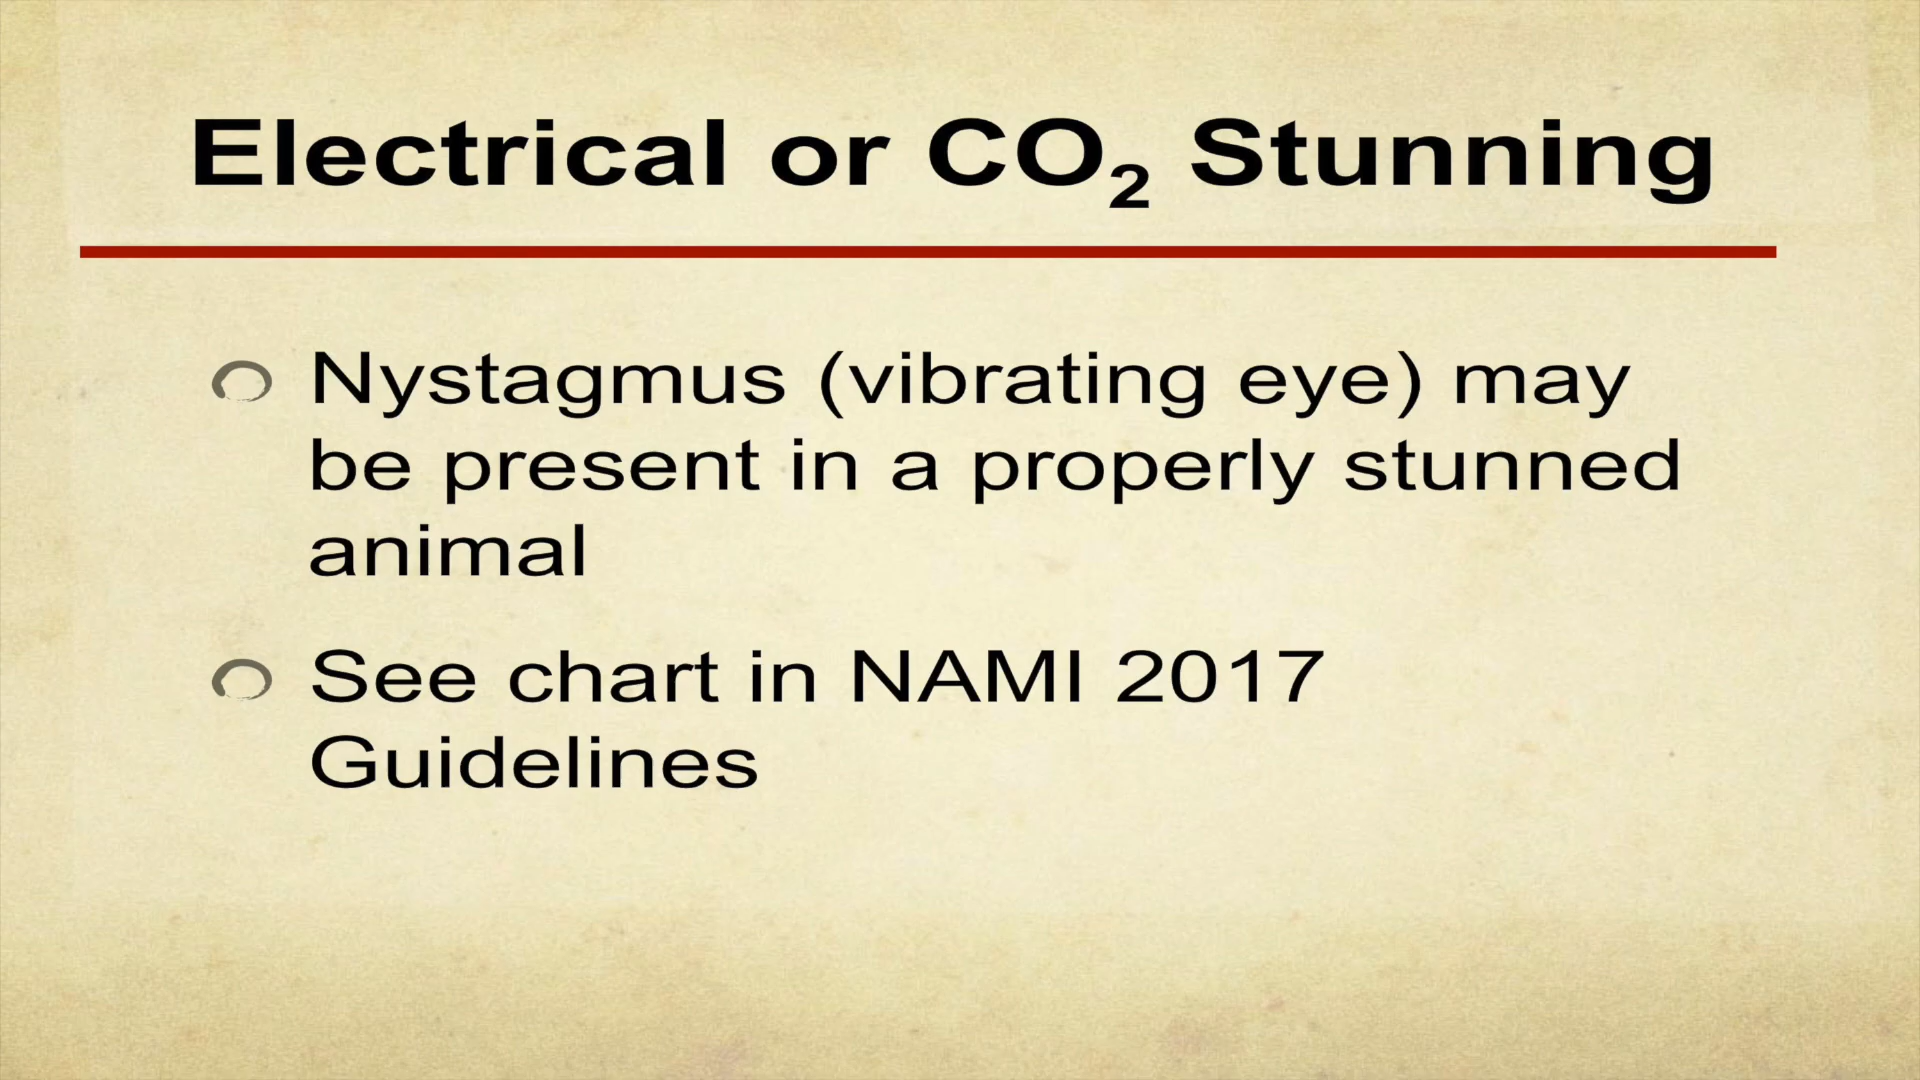 Electrical or CO₂ Stunning
Nystagmus (vibrating eye) may
be present in a properly stunned
animal
See chart in NAMI 2017
Guidelines